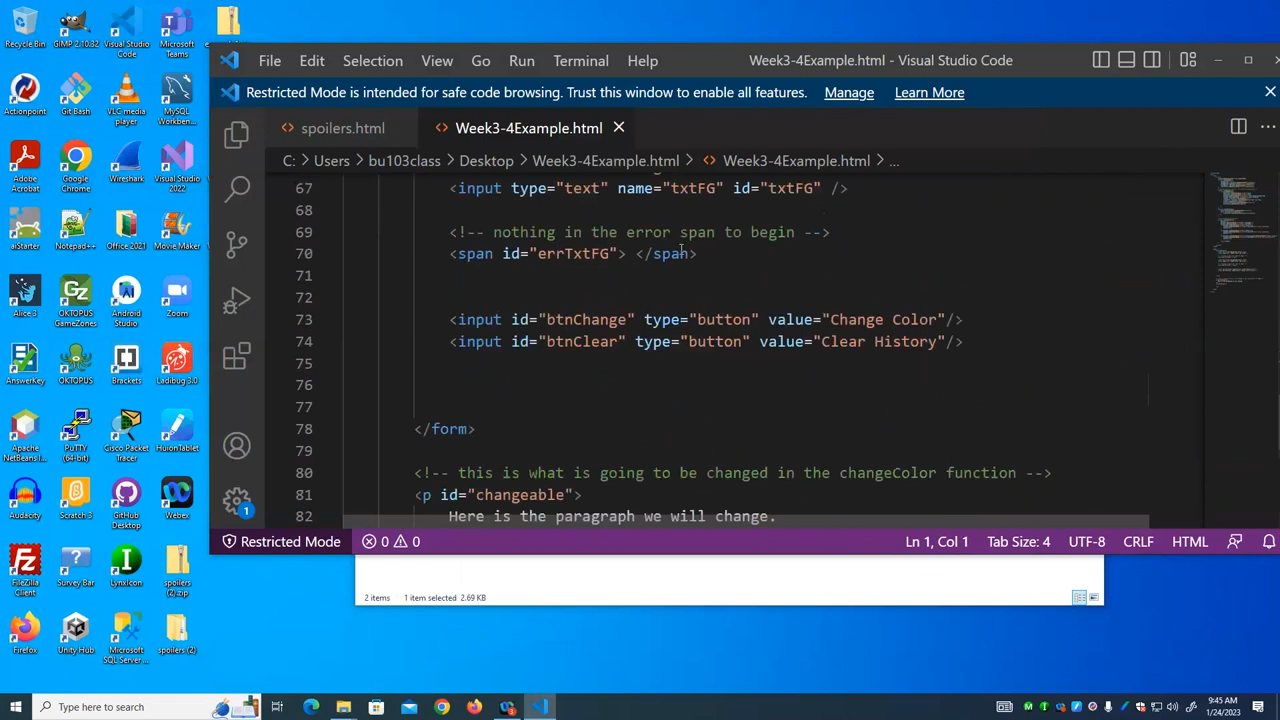 Recycle Bin
GIMP 2.10.32
Visual Studio Code
Microsoft Teams
File Edit Selection View Go Run Terminal Help
Week3-4Example.html - Visual Studio Code
Restricted Mode is intended for safe code browsing. Trust this window to enable all features. Manage Learn More
spoilers.html
Week3-4Example.html
C: > Users > bu103class > Desktop > Week3-4Example.html > Week3-4Example.html > ...
67 <input type="text" name="txtFG" id="txtFG" />
68
69 <!-- nothing in the error span to begin -->
70 <span id="errTxtFG"> </span>
71
72
73 <input id="btnChange" type="button" value="Change Color"/>
74 <input id="btnClear" type="button" value="Clear History"/>
75
76
77
78 </form>
79
80 <!-- this is what is going to be changed in the changeColor function -->
81 <p id="changeable">
82 Here is the paragraph we will change.
1
Restricted Mode 0 0 Ln 1, Col 1 Tab Size: 4 UTF-8 CRLF HTML
2 items 1 item selected 2.69 KB
Actionpoint
Git Bash
VLC media player
MySQL Workben...
Adobe Acrobat
Google Chrome
Wireshark
Visual Studio 2022
aiStarter
Notepad++
Office 2021
Movie Maker
Alice 3
OKTOPUS GameZones
Android Studio
Zoom
AnswerKey
OKTOPUS
Brackets
Ladibug 3.0
Apache NetBeans I...
PuTTY (64-bit)
Cisco Packet Tracer
HuionTablet
Audacity
Scratch 3
GitHub Desktop
Webex
FileZilla Client
Survey Bar
LynxIcon
spoilers (2).zip
Firefox
Unity Hub
Microsoft SQL Server ...
spoilers (2)
Type here to search
9:45 AM
1/24/2023